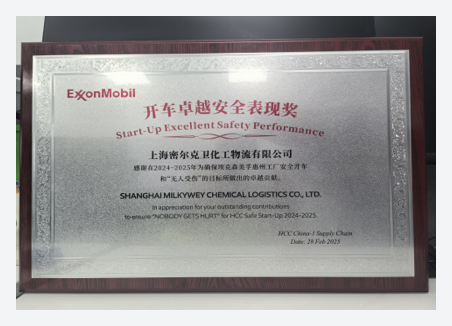 ExxonMobil
开车卓越安全表现奖
Start-Up Excellent Safety Performance
上海密尔克卫化工物流有限公司
感谢在2024-2025年为确保埃克森美孚惠州工厂安全开车
和“无人受伤”的目标所做出的卓越贡献。
SHANGHAI MILKYWEY CHEMICAL LOGISTICS CO., LTD.
In appreciation for your outstanding contributions
to ensure "NOBODY GETS HURT" for HCC Safe Start-Up 2024-2025.
HCC China-1 Supply Chain
Date: 28 Feb 2025